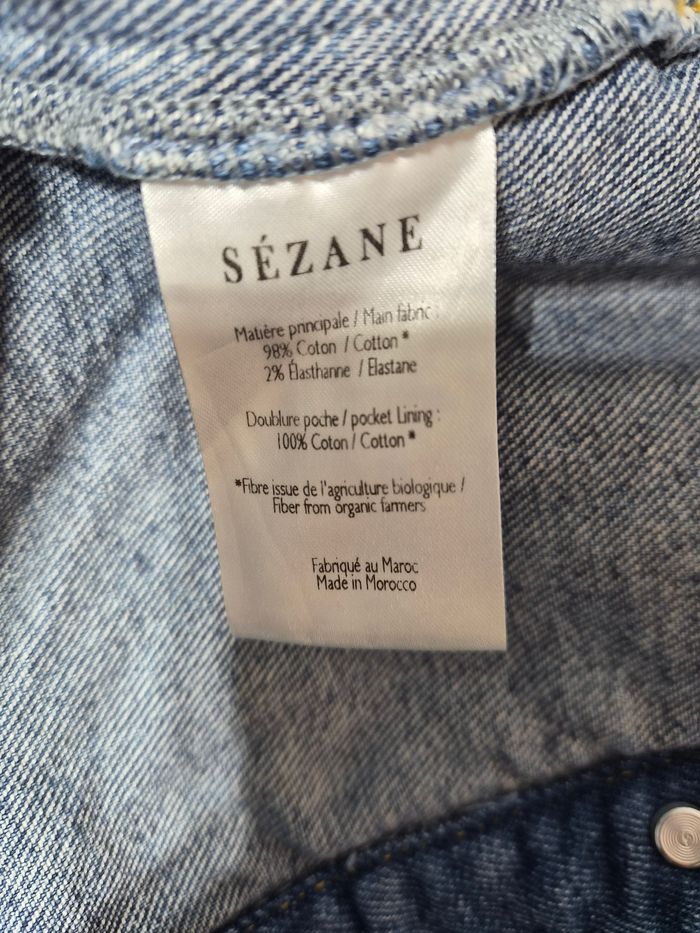 SÉZANE
Matière principale / Main fabric :
98% Coton / Cotton*
2% Élasthanne / Elastane
Doublure poche / pocket Lining :
100% Coton / Cotton*
*Fibre issue de l'agriculture biologique /
Fiber from organic farmers
Fabriqué au Maroc
Made in Morocco